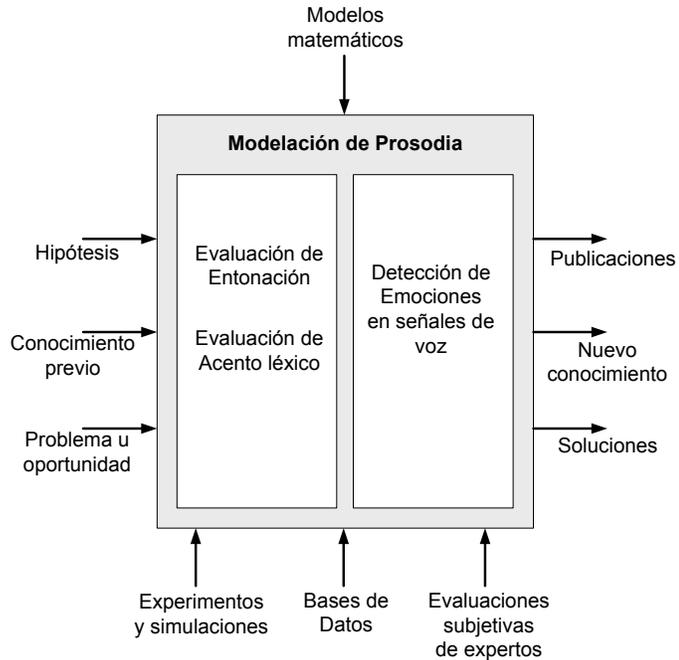 Modelos
matemáticos
Modelación de Prosodia
Hipótesis
Conocimiento
previo
Problema u
oportunidad
Evaluación de
Entonación
Evaluación de
Acento léxico
Detección de
Emociones
en señales de
voz
Publicaciones
Nuevo
conocimiento
Soluciones
Experimentos
y simulaciones
Bases de
Datos
Evaluaciones
subjetivas
de expertos